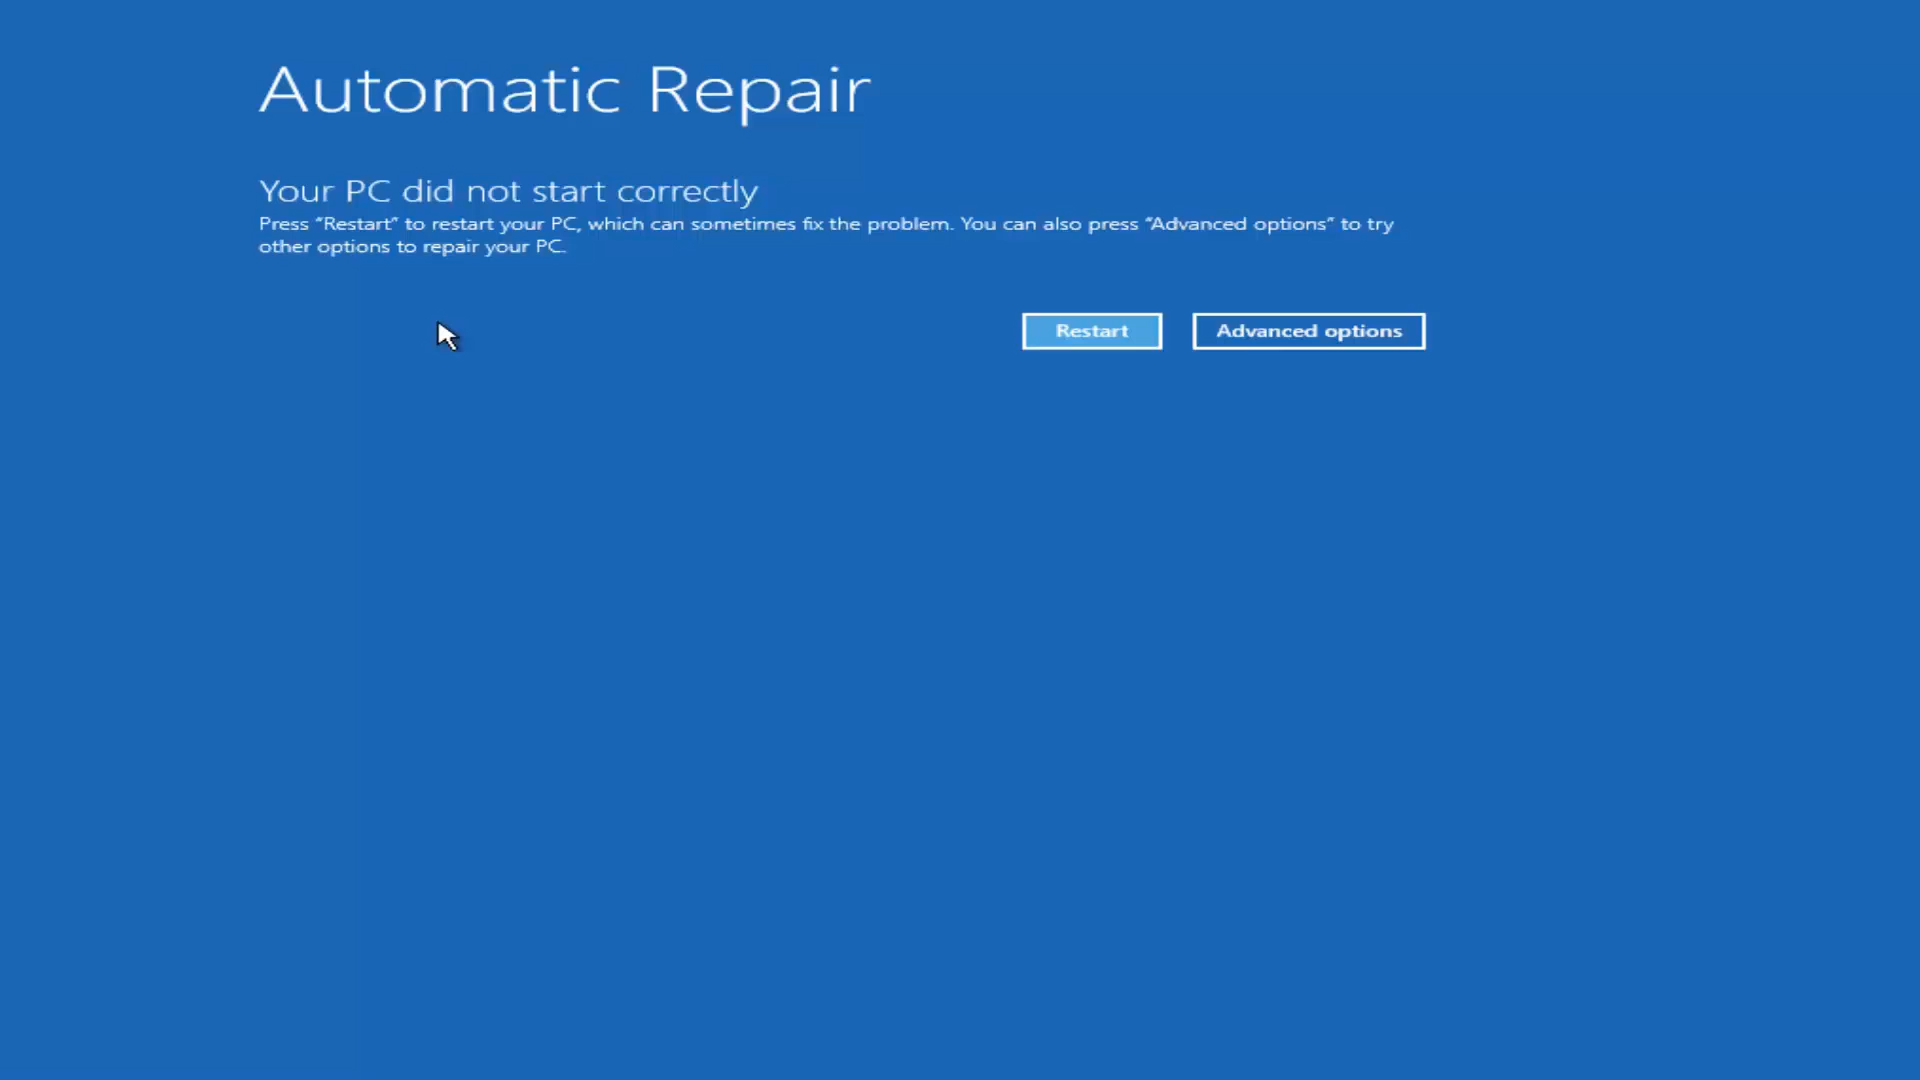 Automatic Repair
Your PC did not start correctly
Press “Restart” to restart your PC, which can sometimes fix the problem. You can also press “Advanced options” to try
other options to repair your PC.
Restart
Advanced options